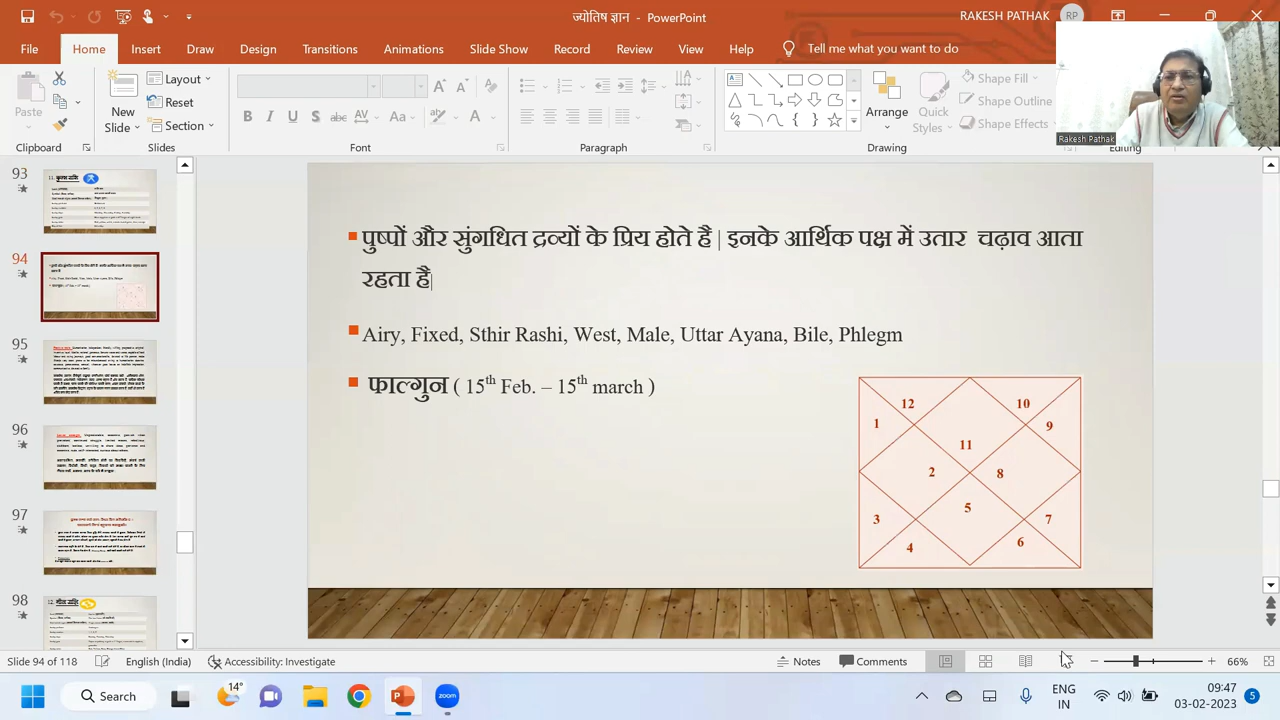 ज्योतिष ज्ञान - PowerPoint
RAKESH PATHAK
RP
File Home Insert Draw Design Transitions Animations Slide Show Record Review View Help Tell me what you want to do
Paste
New
Slide
Layout
Reset
Section
Arrange
Quick
Styles
Shape Fill
Shape Outline
Shape Effects
Rakesh Pathak
Clipboard Slides Font Paragraph Drawing Editing
93
94
95
96
97
98
पुष्पों और सुंगधित द्रव्यों के प्रिय होते है | इनके आर्थिक पक्ष में उतार चढ़ाव आता
रहता है|
Airy, Fixed, Sthir Rashi, West, Male, Uttar Ayana, Bile, Phlegm
फाल्गुन ( 15th Feb. – 15th march )
12 10
1 9
11
2 8
5
3 7
4 6
Slide 94 of 118 English (India) Accessibility: Investigate Notes Comments 66%
14° Search zoom ENG
IN
09:47
03-02-2023
5